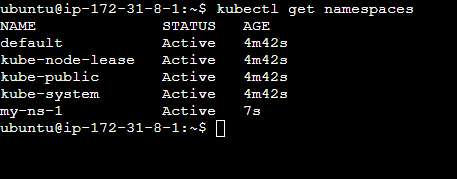 ubuntu@ip-172-31-8-1:~$ kubectl get namespaces
NAME              STATUS   AGE
default           Active   4m42s
kube-node-lease   Active   4m42s
kube-public       Active   4m42s
kube-system       Active   4m42s
my-ns-1           Active   7s
ubuntu@ip-172-31-8-1:~$